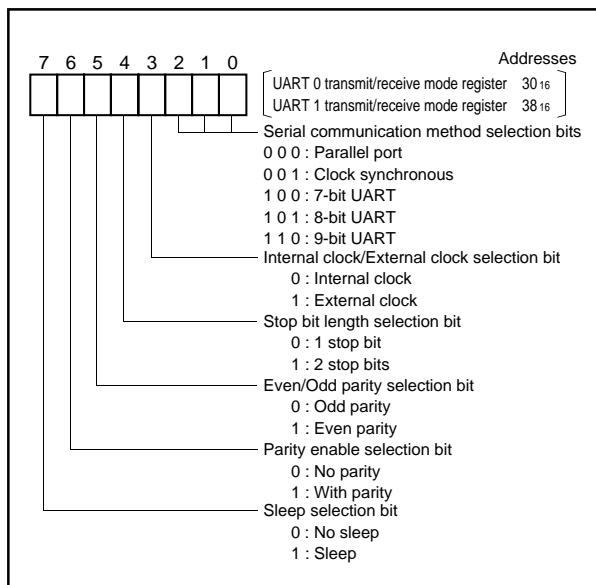 7 6 5 4 3 2 1 0
Addresses
UART 0 transmit/receive mode register 30₁₆
UART 1 transmit/receive mode register 38₁₆
Serial communication method selection bits
0 0 0 : Parallel port
0 0 1 : Clock synchronous
1 0 0 : 7-bit UART
1 0 1 : 8-bit UART
1 1 0 : 9-bit UART
Internal clock/External clock selection bit
0 : Internal clock
1 : External clock
Stop bit length selection bit
0 : 1 stop bit
1 : 2 stop bits
Even/Odd parity selection bit
0 : Odd parity
1 : Even parity
Parity enable selection bit
0 : No parity
1 : With parity
Sleep selection bit
0 : No sleep
1 : Sleep